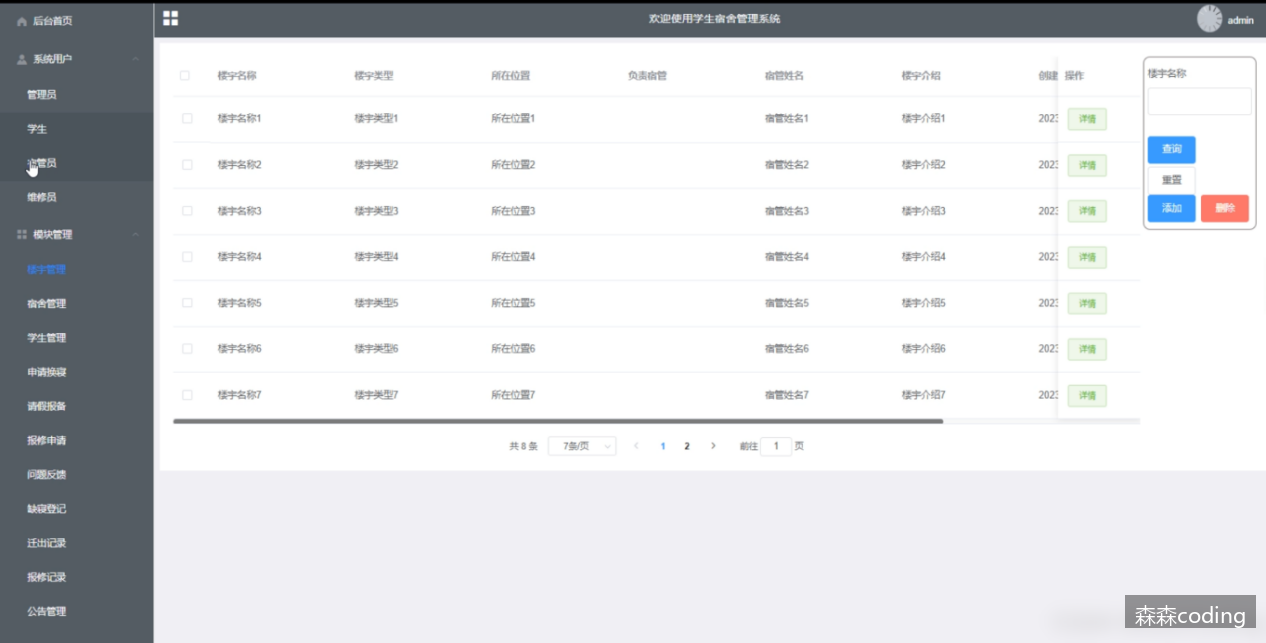 后台首页
欢迎使用学生宿舍管理系统
admin
系统用户
管理员
学生
宿管员
维修员
模块管理
楼宇管理
宿舍管理
学生管理
申请换寝
请假报备
报修申请
问题反馈
缺寝登记
迁出记录
报修记录
公告管理
楼宇名称 楼宇类型 所在位置 负责宿管 宿管姓名 楼宇介绍 创建 操作
楼宇名称1 楼宇类型1 所在位置1 宿管姓名1 楼宇介绍1 2023 详情
楼宇名称2 楼宇类型2 所在位置2 宿管姓名2 楼宇介绍2 2023 详情
楼宇名称3 楼宇类型3 所在位置3 宿管姓名3 楼宇介绍3 2023 详情
楼宇名称4 楼宇类型4 所在位置4 宿管姓名4 楼宇介绍4 2023 详情
楼宇名称5 楼宇类型5 所在位置5 宿管姓名5 楼宇介绍5 2023 详情
楼宇名称6 楼宇类型6 所在位置6 宿管姓名6 楼宇介绍6 2023 详情
楼宇名称7 楼宇类型7 所在位置7 宿管姓名7 楼宇介绍7 2023 详情
共 8 条 7条/页 1 2 前往 1 页
楼宇名称
查询
重置
添加 删除
森森coding